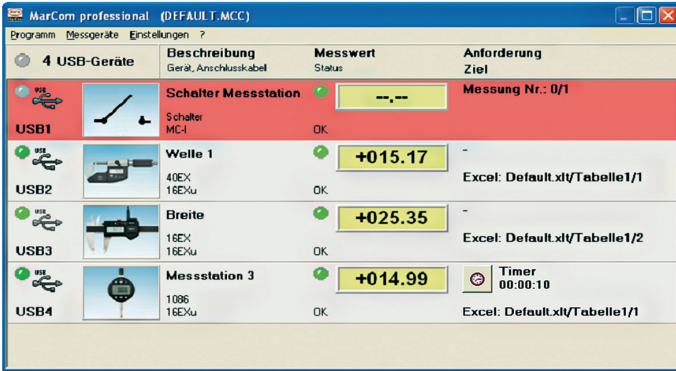 MarCom professional (DEFAULT.MCC)
Programm Messgeräte Einstellungen ?
4 USB-Geräte Beschreibung Messwert Anforderung
Gerät, Anschlusskabel Status Ziel
USB Schalter Messstation --.-- Messung Nr.: 0/1
Schalter
USB1 MC-I OK
USB Welle 1 +015.17 -
40EX Excel: Default.xlt/Tabelle1/1
USB2 16EXu OK
USB Breite +025.35 -
16EX Excel: Default.xlt/Tabelle1/2
USB3 16EXu OK
USB Messstation 3 +014.99 Timer
00:00:10
1086
USB4 16EXu OK Excel: Default.xlt/Tabelle1/1